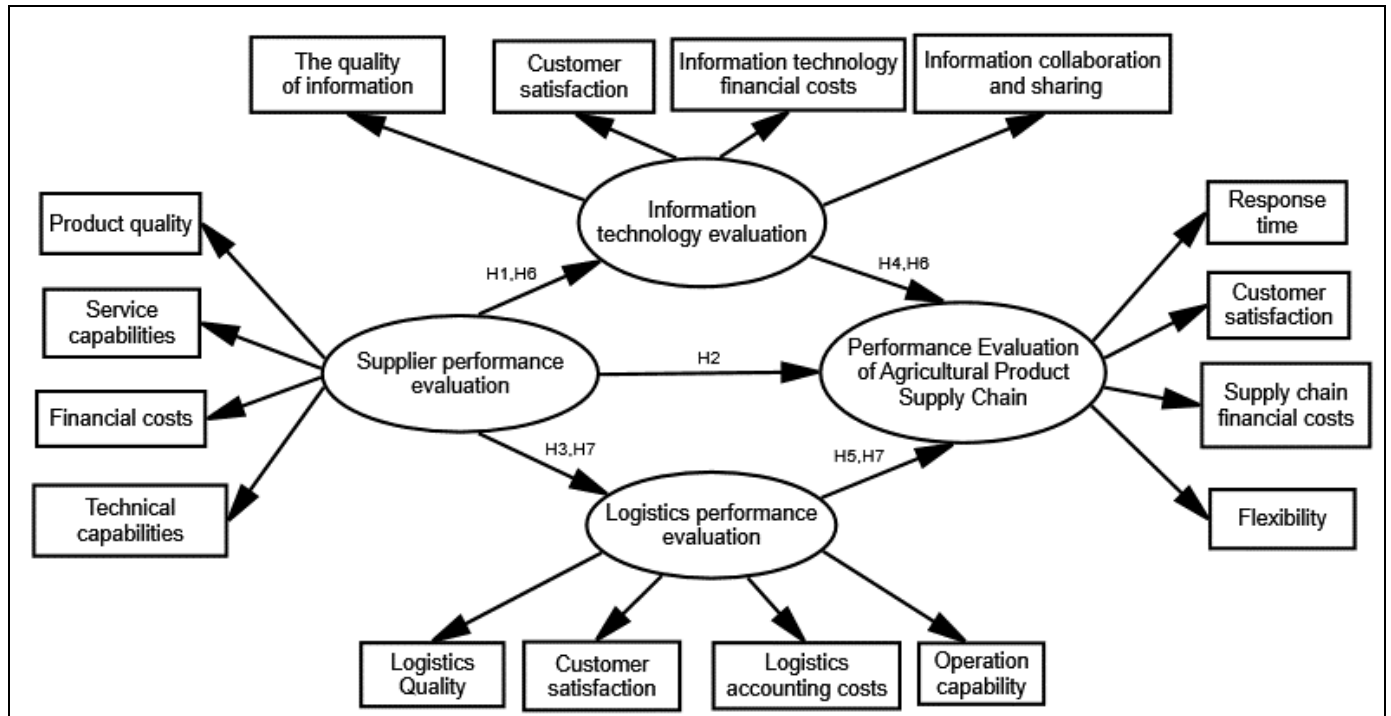 The quality
of information
Customer
satisfaction
Information technology
financial costs
Information collaboration
and sharing
Information
technology evaluation
Product quality
Service
capabilities
Financial costs
Technical
capabilities
H1,H6
H4,H6
Supplier performance
evaluation
H2
Performance Evaluation
of Agricultural Product
Supply Chain
Response
time
Customer
satisfaction
Supply chain
financial costs
Flexibility
H3,H7
H5,H7
Logistics performance
evaluation
Logistics
Quality
Customer
satisfaction
Logistics
accounting costs
Operation
capability